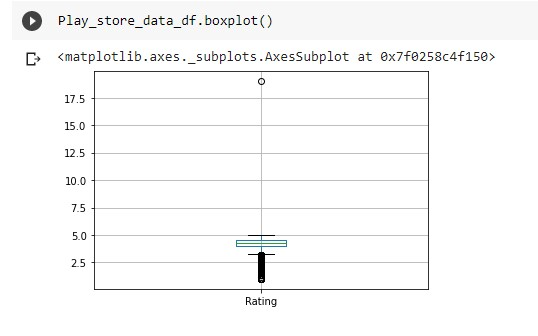 Play_store_data_df.boxplot()
<matplotlib.axes._subplots.AxesSubplot at 0x7f0258c4f150>
17.5
15.0
12.5
10.0
7.5
5.0
2.5
Rating